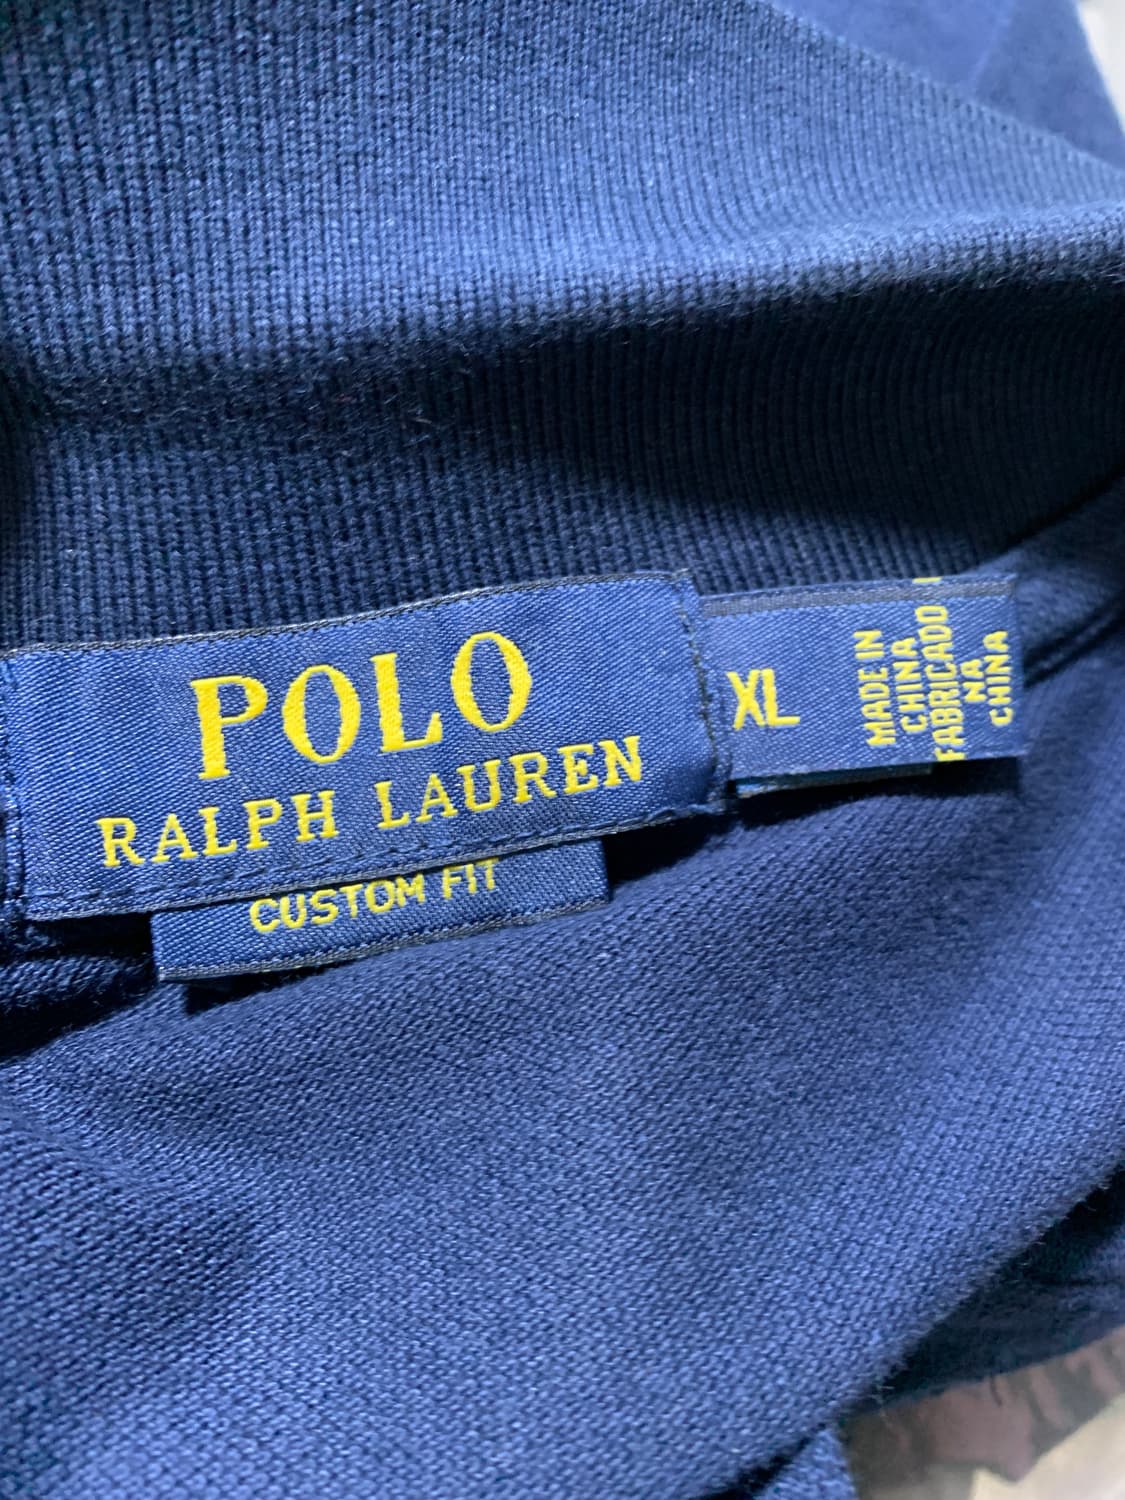 POLO
RALPH LAUREN
CUSTOM FIT
XL
MADE IN
CHINA
FABRICADO
NA
CHINA